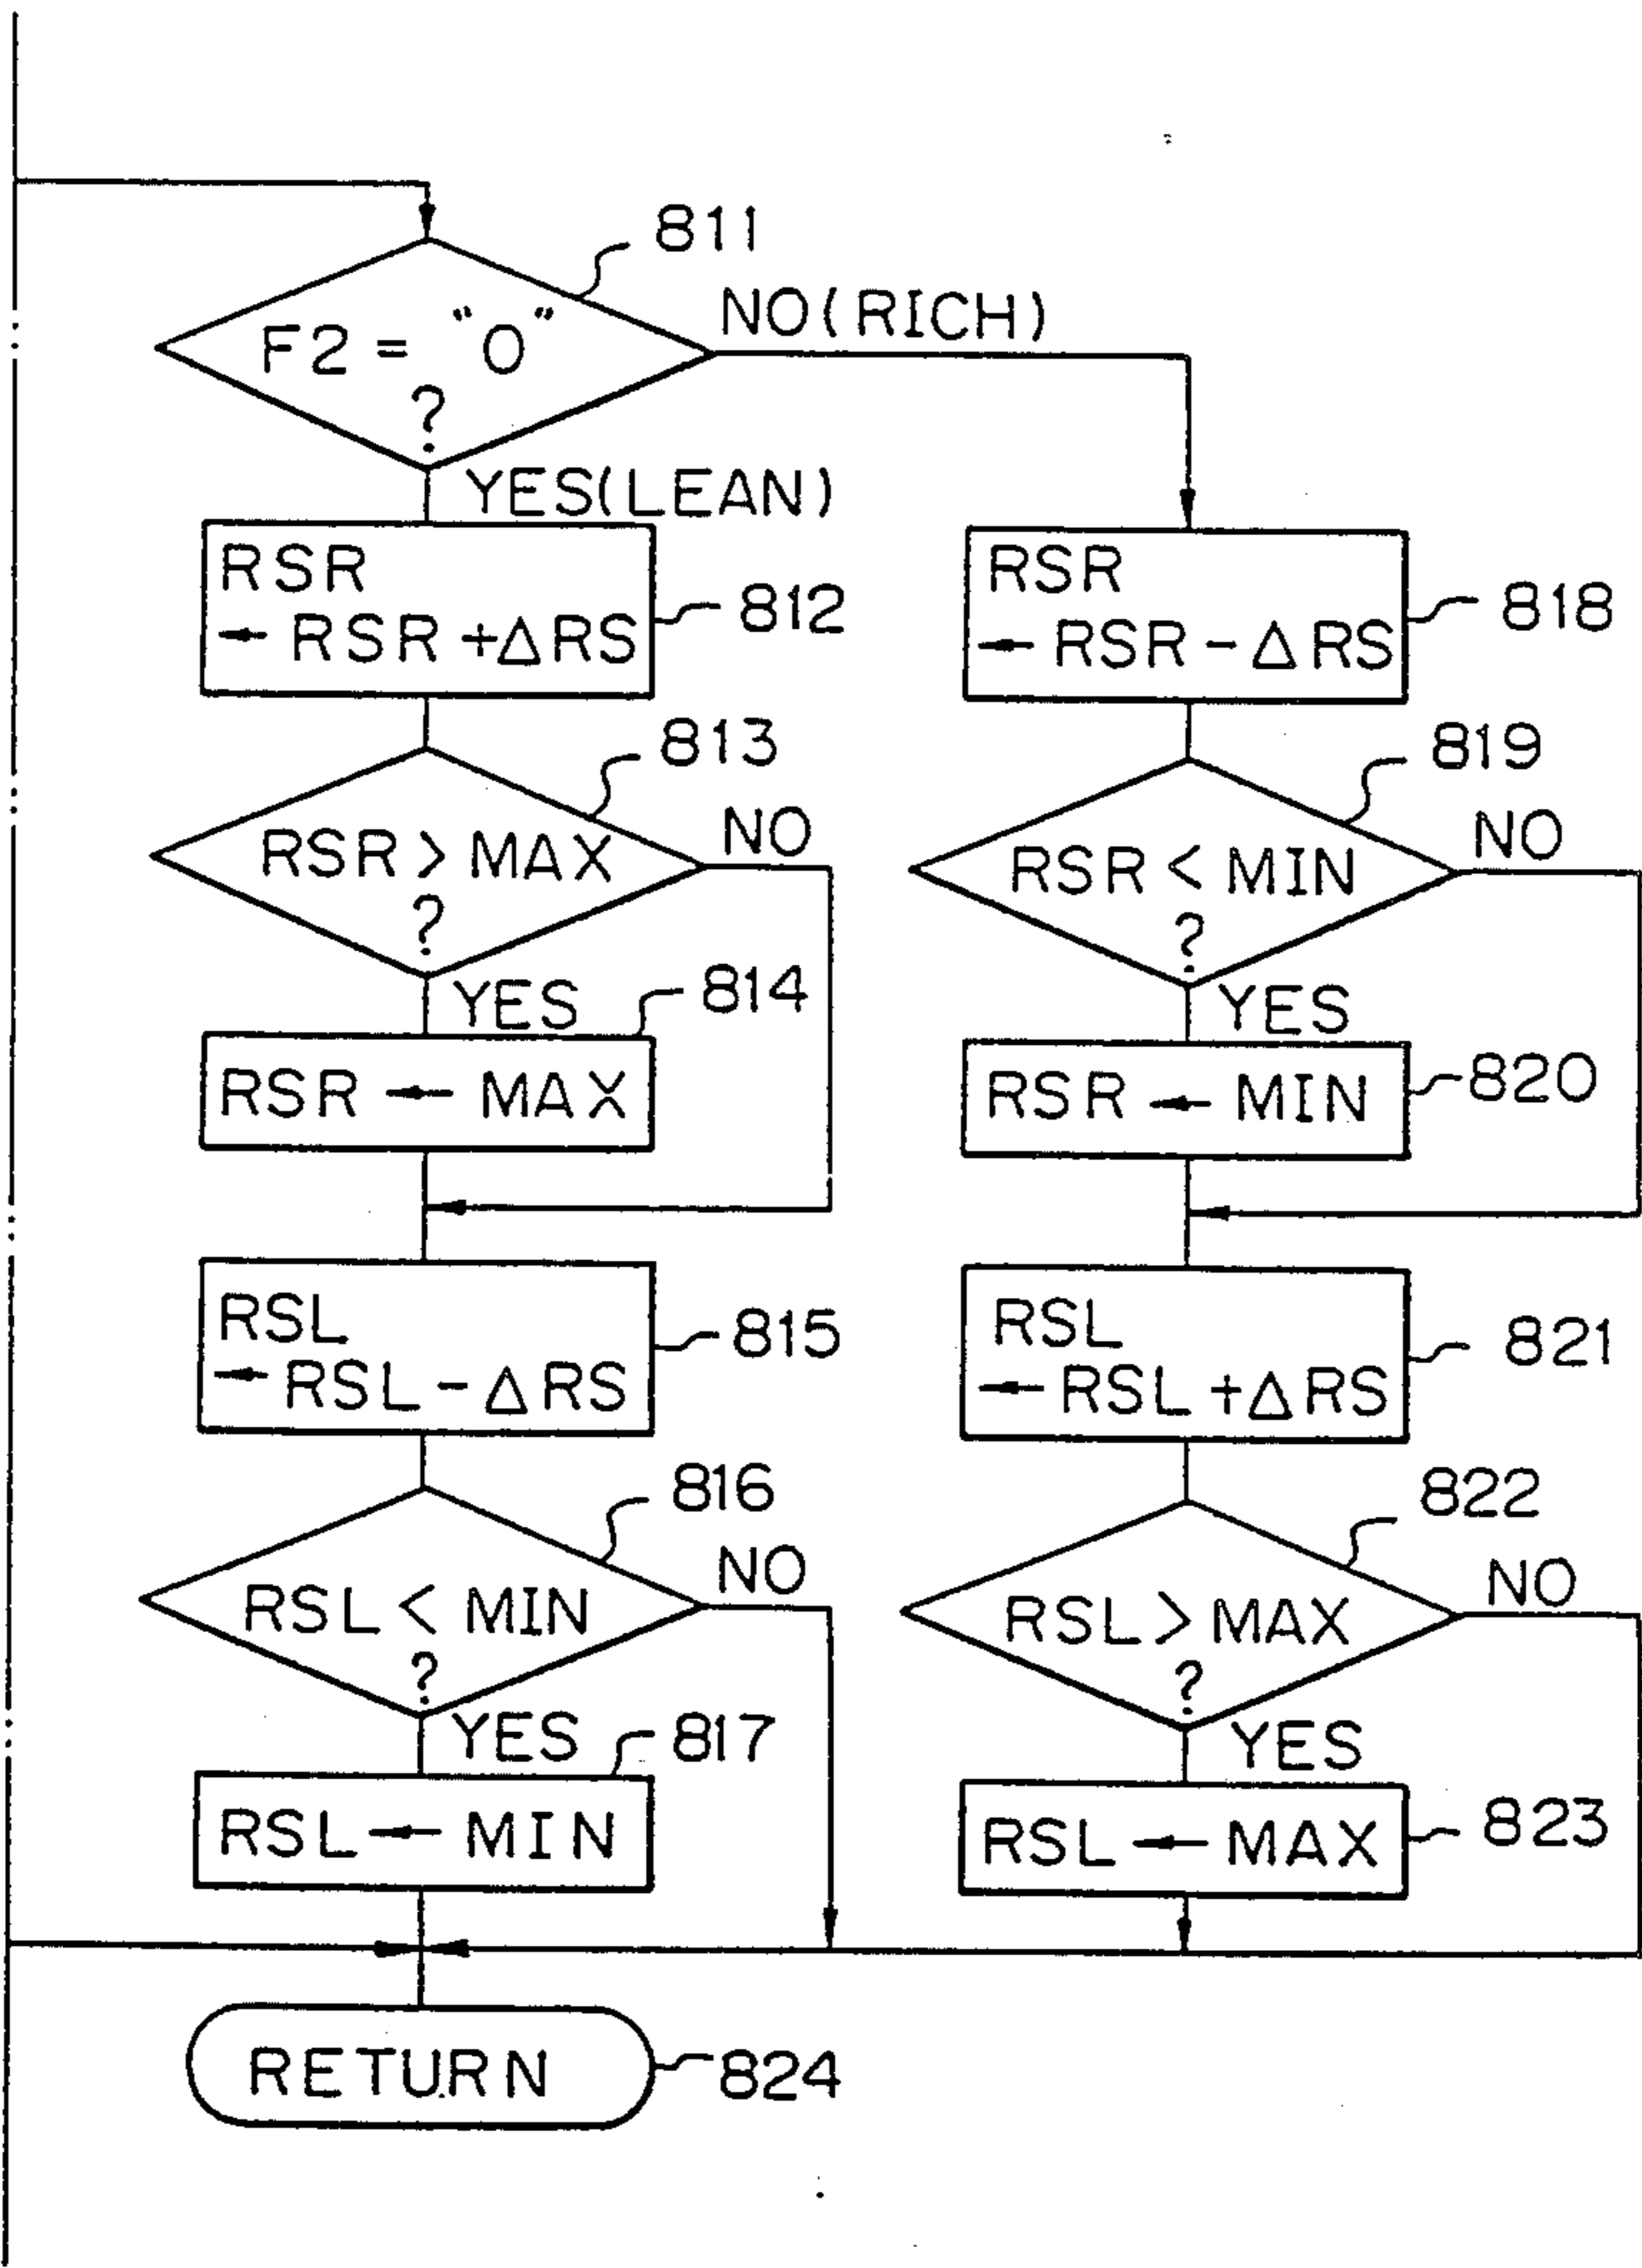 811
F2 = "0"
?
NO(RICH)
YES(LEAN)
RSR
← RSR + ΔRS
812
813
RSR > MAX
?
NO
YES
814
RSR ← MAX
RSL
← RSL - ΔRS
815
816
RSL < MIN
?
NO
YES
817
RSL ← MIN
RSR
← RSR - ΔRS
818
819
RSR < MIN
?
NO
YES
RSR ← MIN
820
RSL
← RSL + ΔRS
821
822
RSL > MAX
?
NO
YES
RSL ← MAX
823
RETURN
824